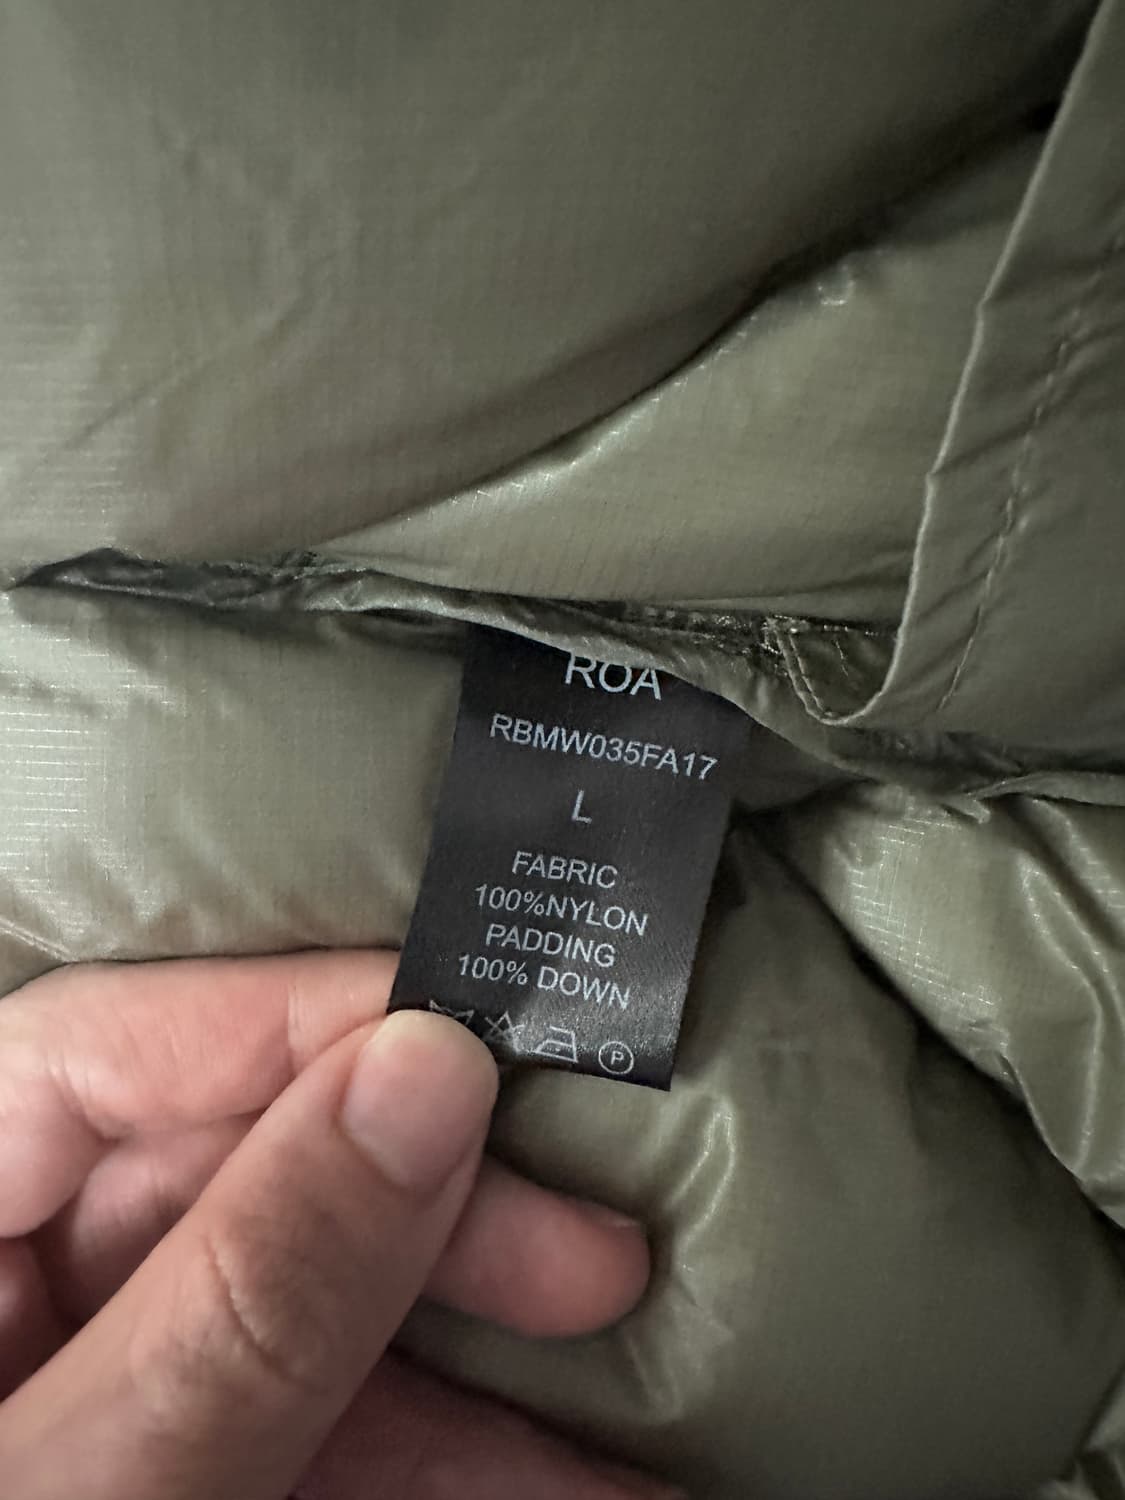 ROA
RBMW035FA17
L
FABRIC
100%NYLON
PADDING
100% DOWN
P